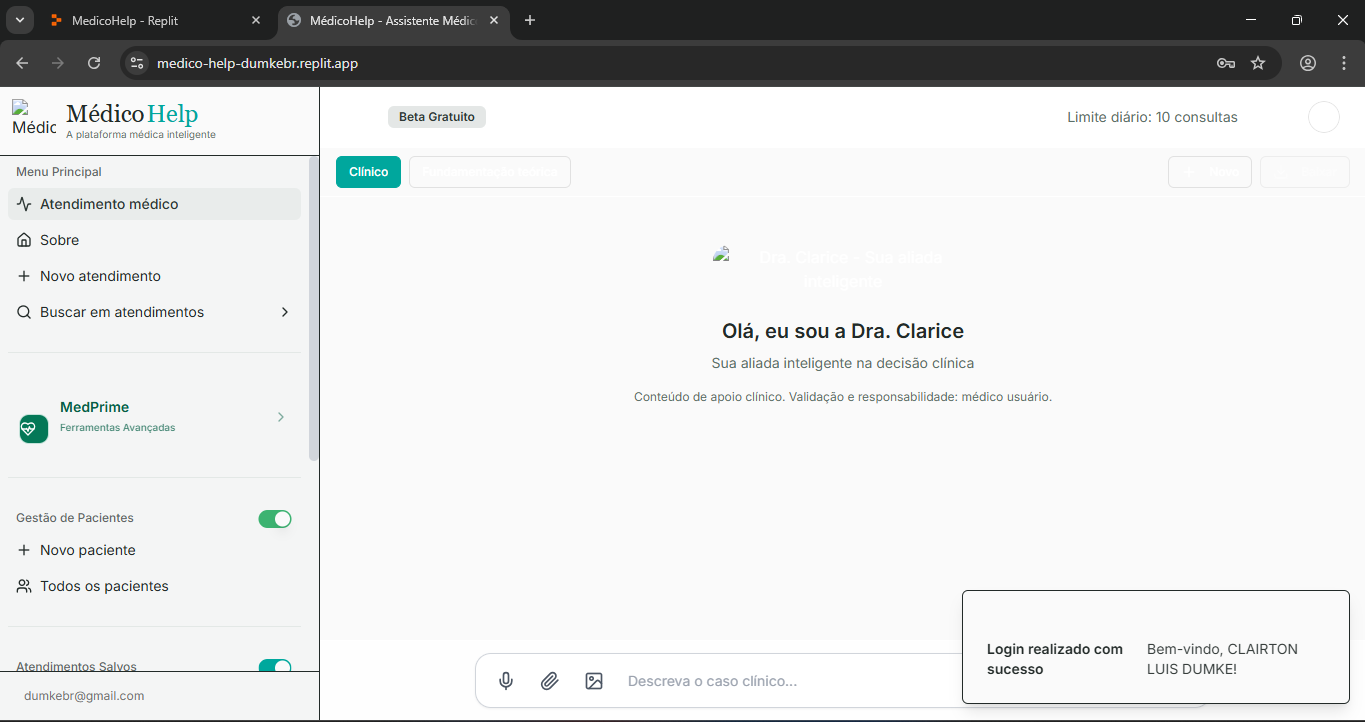 MedicoHelp - Replit
MédicoHelp - Assistente Médic
medico-help-dumkebr.replit.app
Médic
MédicoHelp
A plataforma médica inteligente
Beta Gratuito
Limite diário: 10 consultas
Menu Principal
Clínico
Fundamentação teórica
Novo
Atendimento médico
Sobre
Novo atendimento
Buscar em atendimentos
Dra. Clarice - Sua aliada
Inteligente
Olá, eu sou a Dra. Clarice
Sua aliada inteligente na decisão clínica
Conteúdo de apoio clínico. Validação e responsabilidade: médico usuário.
MedPrime
Ferramentas Avançadas
Gestão de Pacientes
Novo paciente
Todos os pacientes
Atendimentos Salvos
dumkebr@gmail.com
Descreva o caso clínico...
Login realizado com
sucesso
Bem-vindo, CLAIRTON
LUIS DUMKE!